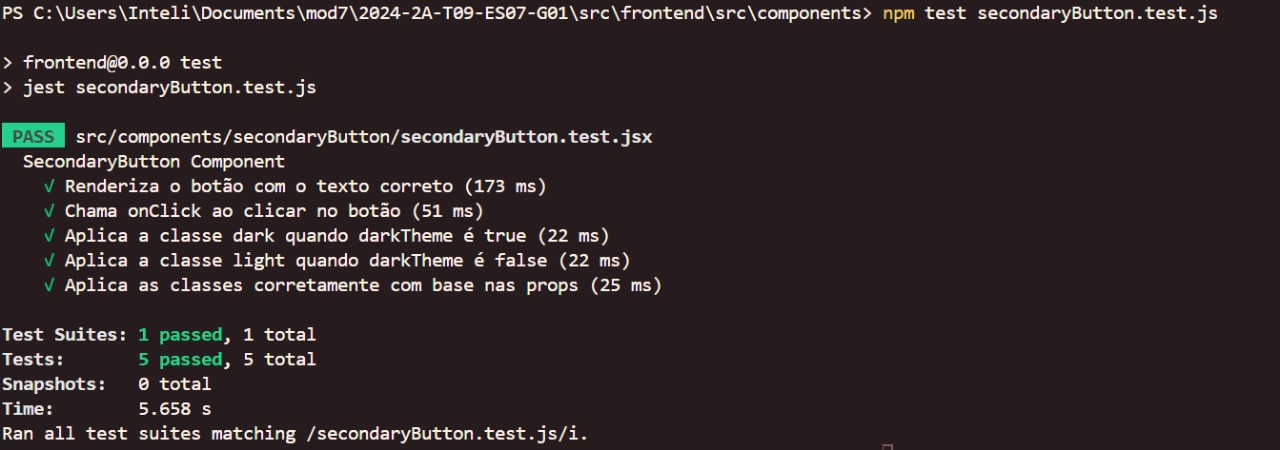 PS C:\Users\Inteli\Documents\mod7\2024-2A-T09-ES07-G01\src\frontend\src\components> npm test secondaryButton.test.js
> frontend@0.0.0 test
> jest secondaryButton.test.js
PASS src/components/secondaryButton/secondaryButton.test.jsx
SecondaryButton Component
√ Renderiza o botão com o texto correto (173 ms)
√ Chama onClick ao clicar no botão (51 ms)
√ Aplica a classe dark quando darkTheme é true (22 ms)
√ Aplica a classe light quando darkTheme é false (22 ms)
√ Aplica as classes corretamente com base nas props (25 ms)
Test Suites: 1 passed, 1 total
Tests: 5 passed, 5 total
Snapshots: 0 total
Time: 5.658 s
Ran all test suites matching /secondaryButton.test.js/i.